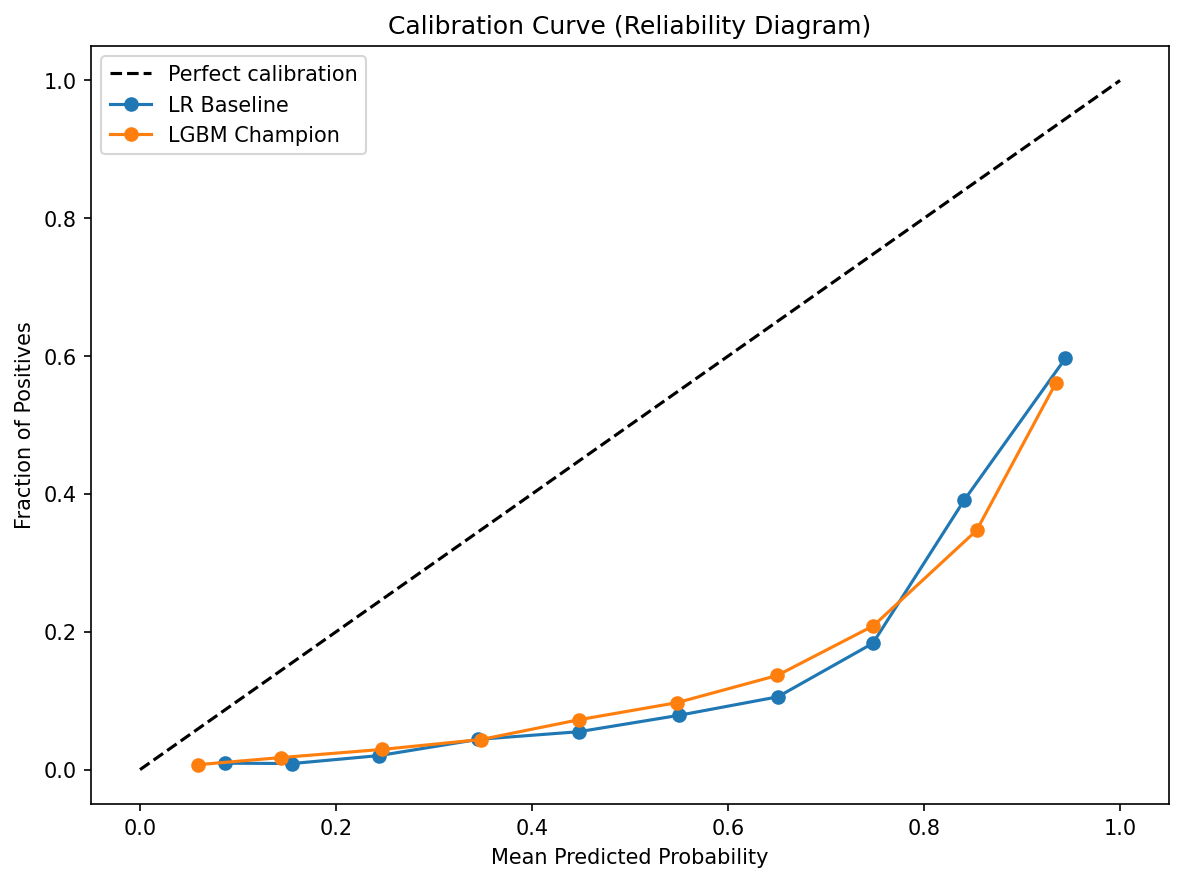 Calibration Curve (Reliability Diagram)
Perfect calibration
LR Baseline
LGBM Champion
Fraction of Positives
1.0
0.8
0.6
0.4
0.2
0.0
0.0 0.2 0.4 0.6 0.8 1.0
Mean Predicted Probability